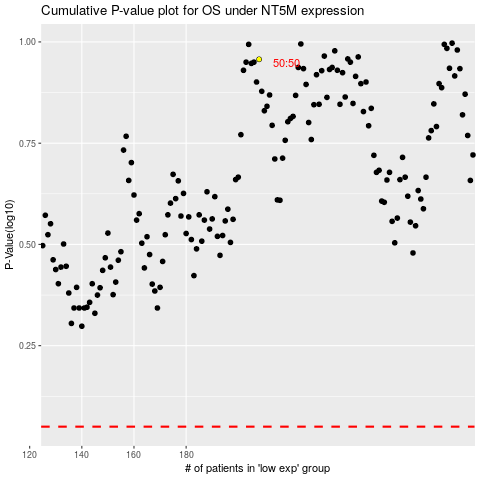 Cumulative P-value plot for OS under NT5M expression
1.00
50:50
0.75
P-Value(log10)
0.50
0.25
120 140 160 180
# of patients in 'low exp' group